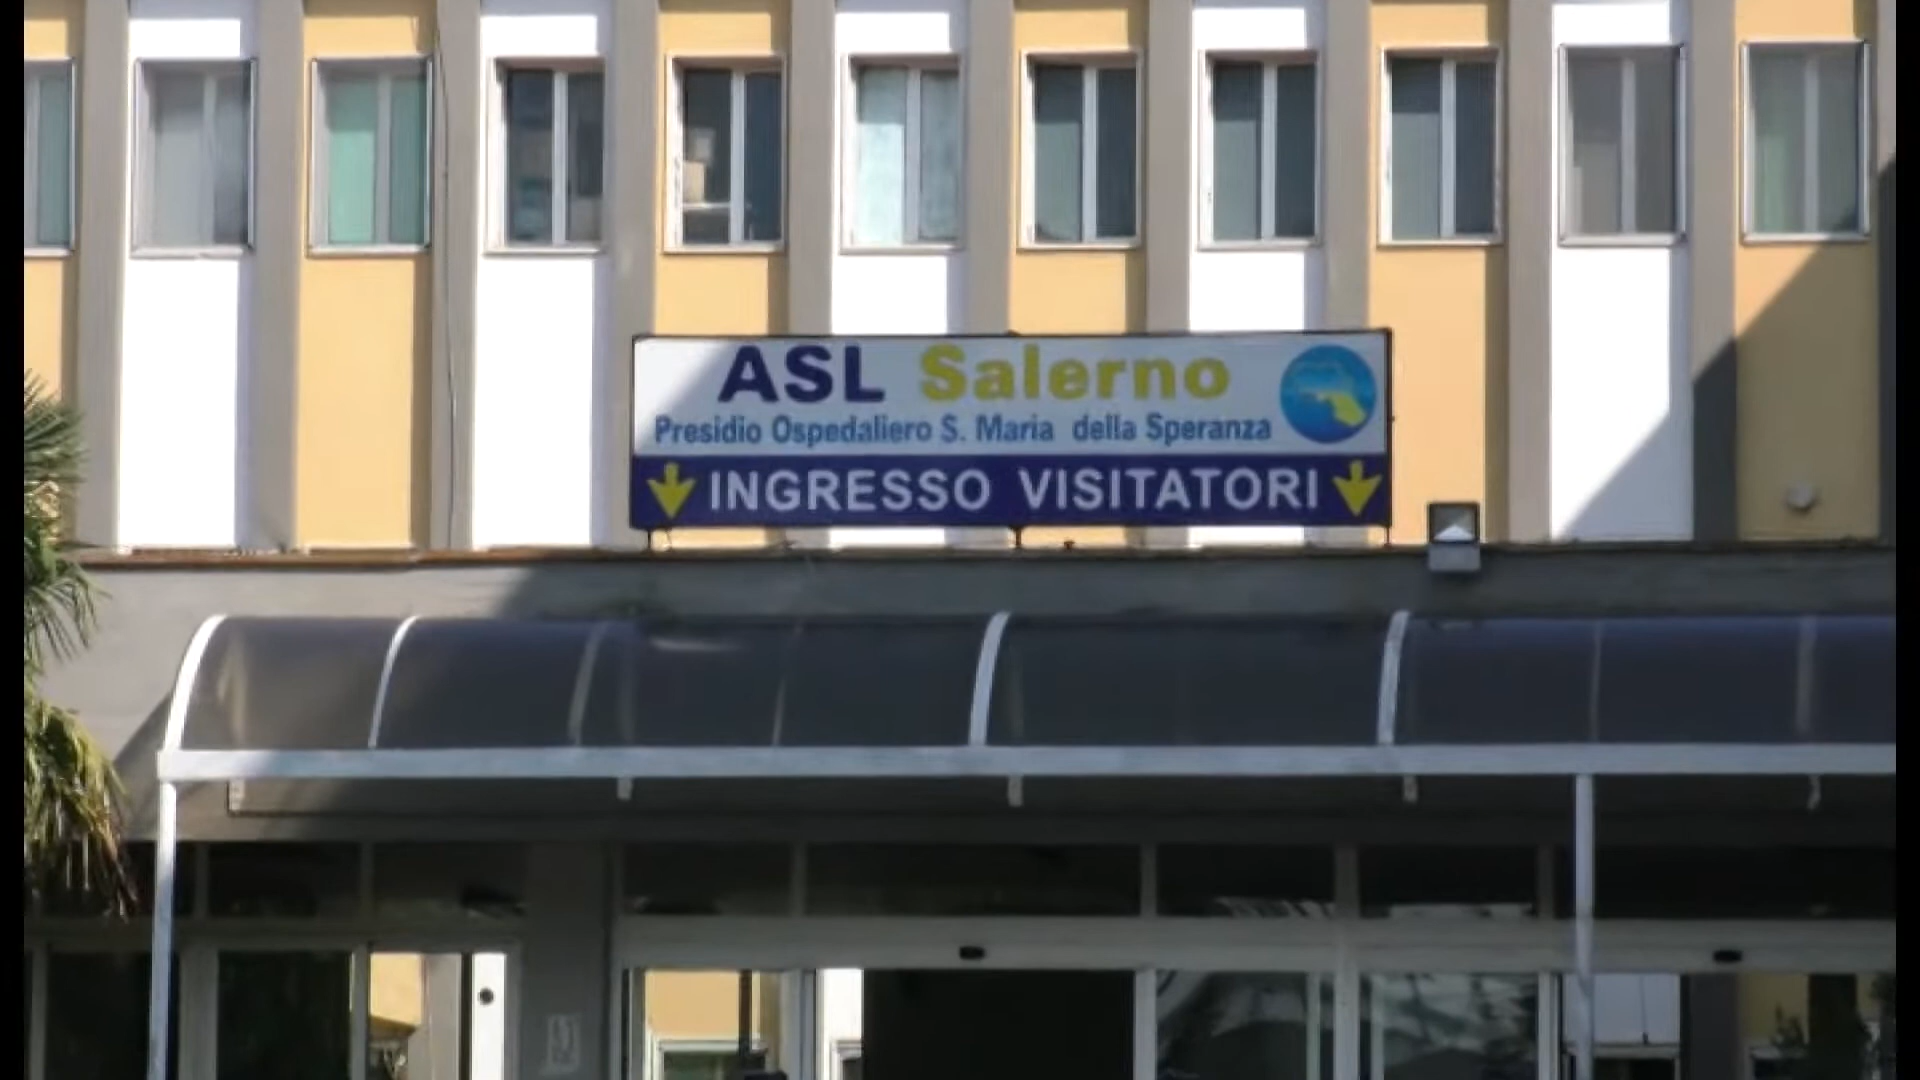 ASL Salerno
Presidio Ospedaliero S. Maria della Speranza
INGRESSO VISITATORI